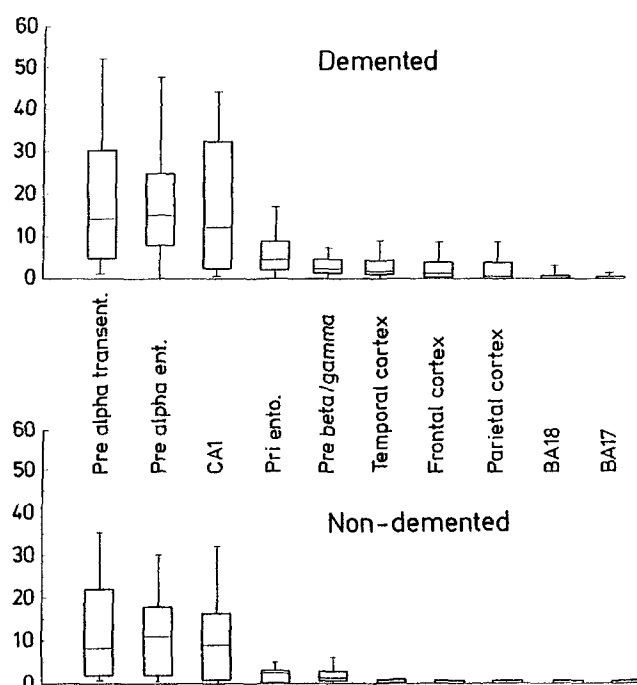 60
Demented
50
40
30
20
10
0
Pre alpha transent.
Pre alpha ent.
CA1
Pri ento.
Pre beta/gamma
Temporal cortex
Frontal cortex
Parietal cortex
BA18
BA17
60
50
Non-demented
40
30
20
10
0